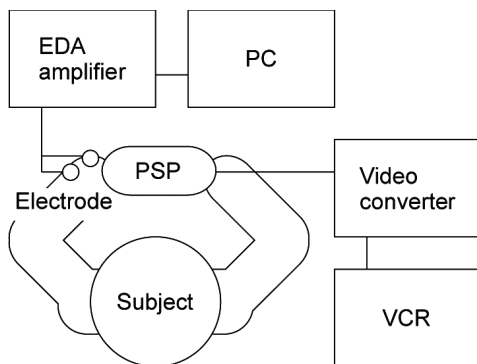 EDA
amplifier
PC
PSP
Electrode
Video
converter
Subject
VCR